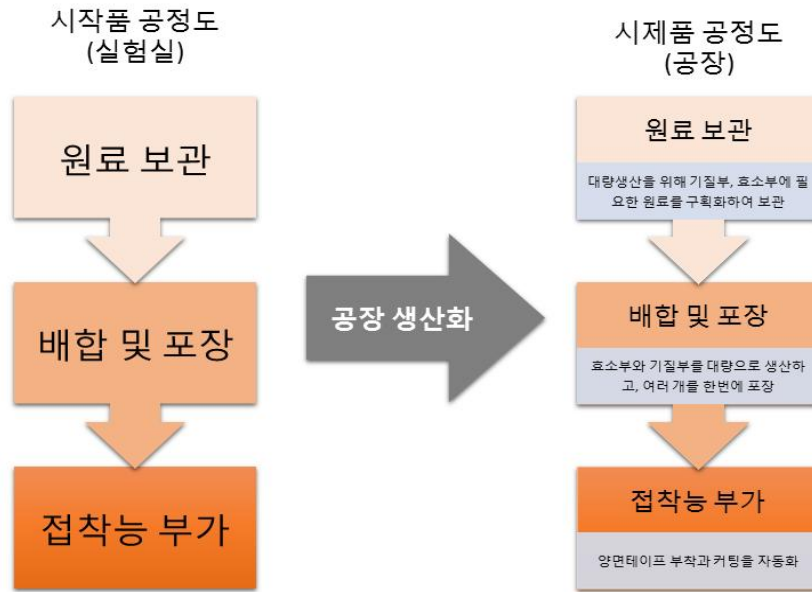 시작품 공정도
(실험실)
원료 보관
배합 및 포장
접착능 부가
공장 생산화
시제품 공정도
(공장)
원료 보관
대량생산을 위해 기질부, 효소부에 필
요한 원료를 구획화하여 보관
배합 및 포장
효소부와 기질부를 대량으로 생산하
고, 여러 개를 한번에 포장
접착능 부가
양면테이프 부착과 커팅을 자동화